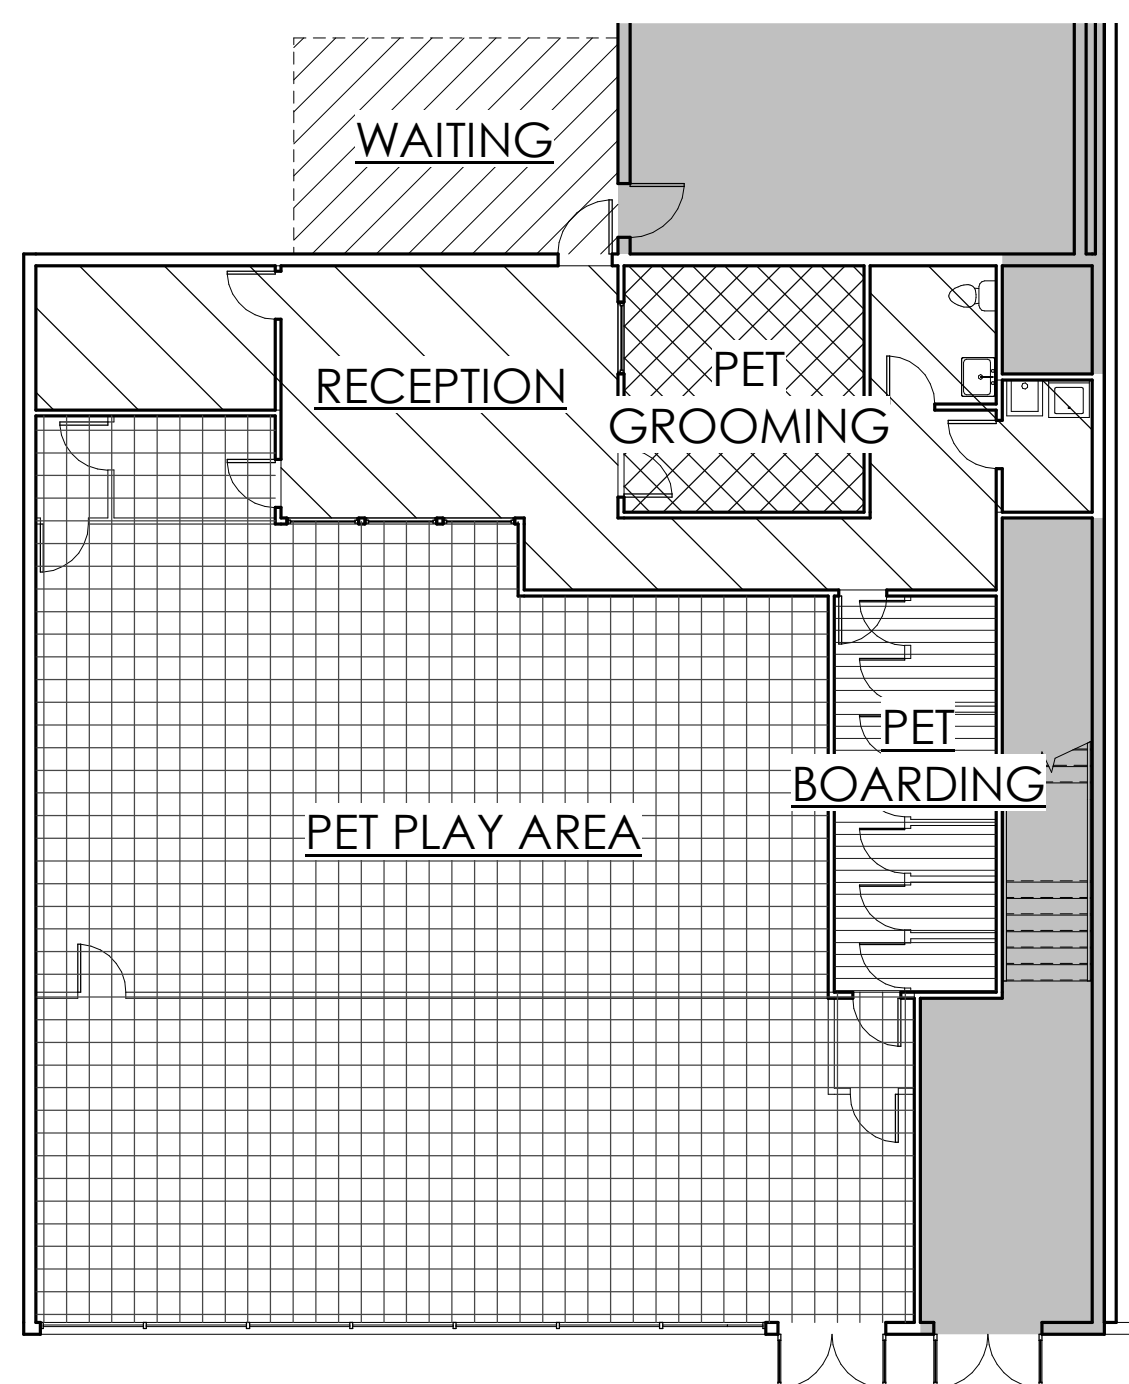 WAITING
RECEPTION
PET
GROOMING
PET
BOARDING
PET PLAY AREA